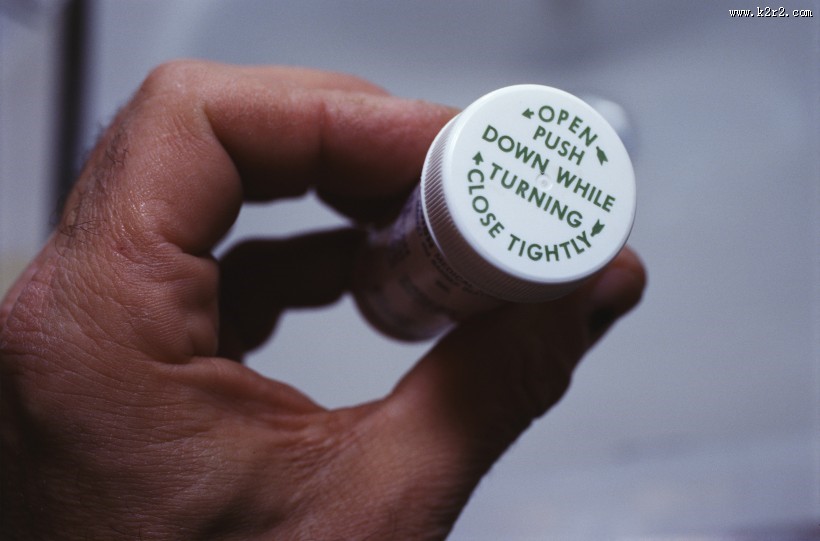 www.k2r2.com
OPEN
PUSH
DOWN WHILE
TURNING
CLOSE TIGHTLY